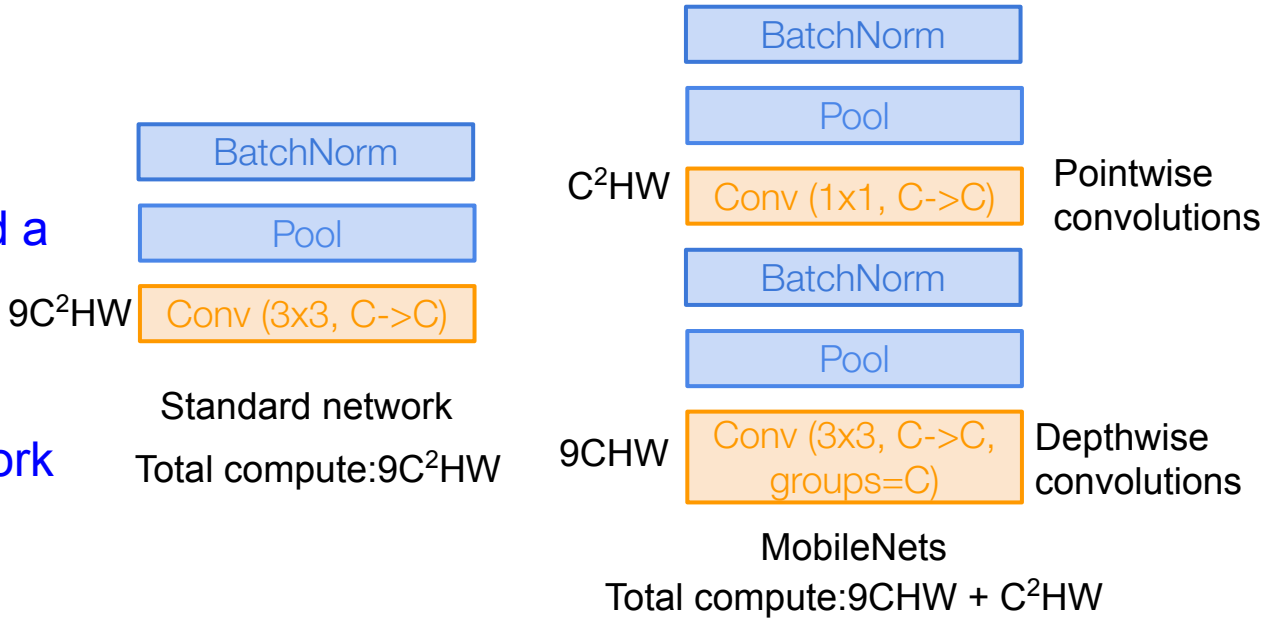 d a
ork
BatchNorm
Pool
9C²HW
Conv (3x3, C->C)
Standard network
Total compute:9C²HW
BatchNorm
Pool
C²HW
Conv (1x1, C->C)
Pointwise
convolutions
BatchNorm
Pool
9CHW
Conv (3x3, C->C,
groups=C)
Depthwise
convolutions
MobileNets
Total compute:9CHW + C²HW